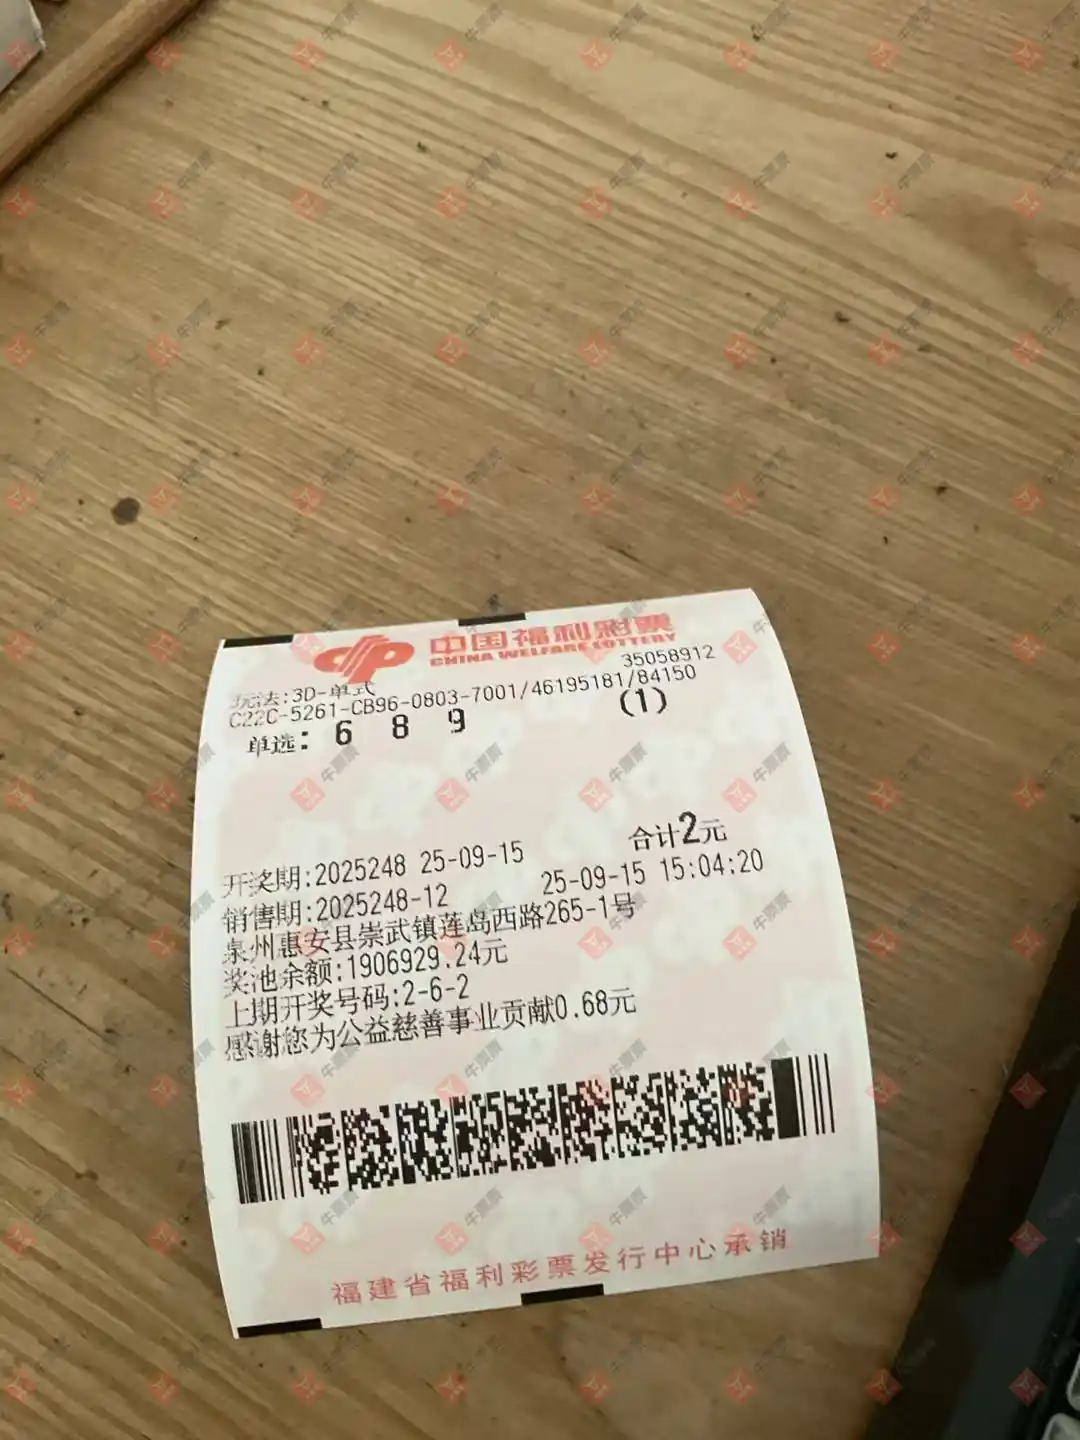 中国福利彩票
CHINA WELFARE LOTTERY
35058912
玩法:3D-单式
C22C-5261-CB96-0803-7001/46195181/84150
单选: 6 8 9 (1)
合计2元
开奖期:2025248 25-09-15
销售期:2025248-12 25-09-15 15:04:20
泉州惠安县崇武镇莲岛西路265-1号
奖池余额:1906929.24元
上期开奖号码:2-6-2
感谢您为公益慈善事业贡献0.68元
福建省福利彩票发行中心承销